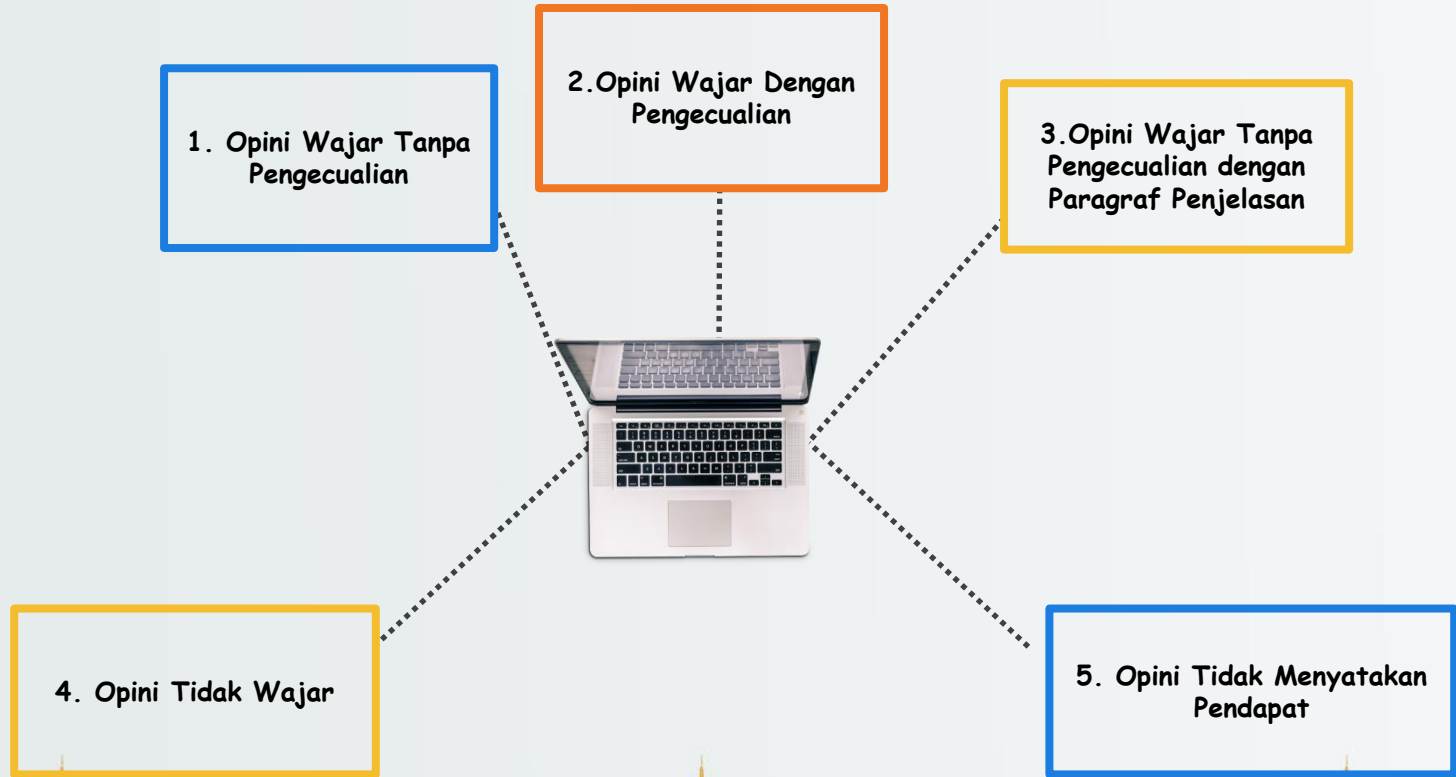 1. Opini Wajar Tanpa
Pengecualian
2.Opini Wajar Dengan
Pengecualian
3.Opini Wajar Tanpa
Pengecualian dengan
Paragraf Penjelasan
4. Opini Tidak Wajar
5. Opini Tidak Menyatakan
Pendapat